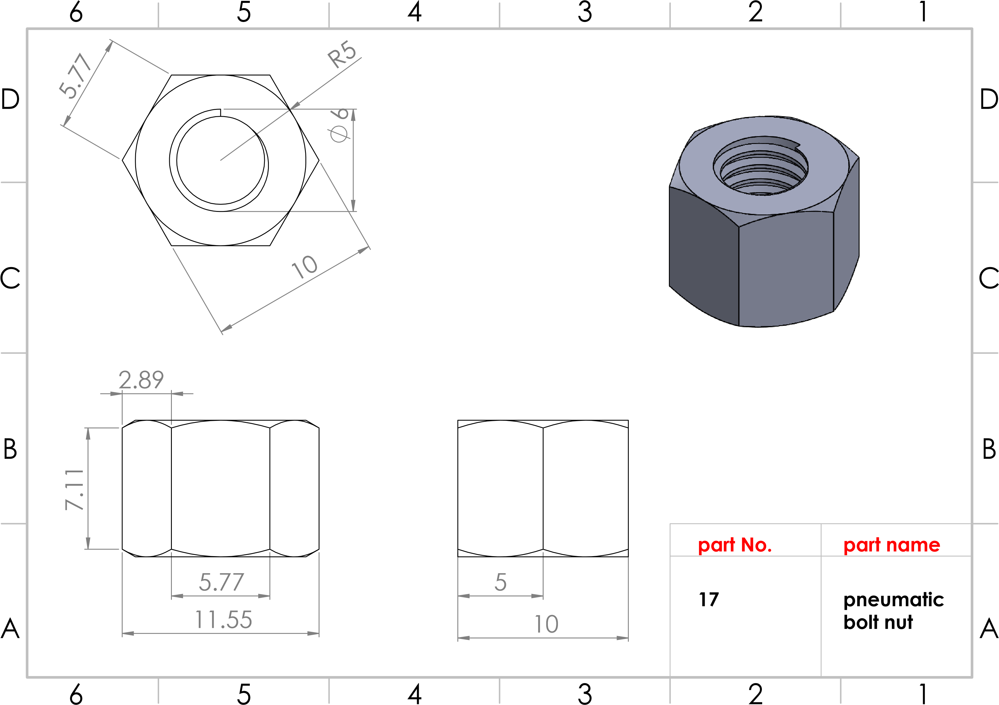 6 5 4 3 2 1
D D
5.77
R5
∅6
C C
10
2.89
B B
7.11
5.77
11.55
5
10
part No. part name
17 pneumatic
bolt nut
A A
6 5 4 3 2 1